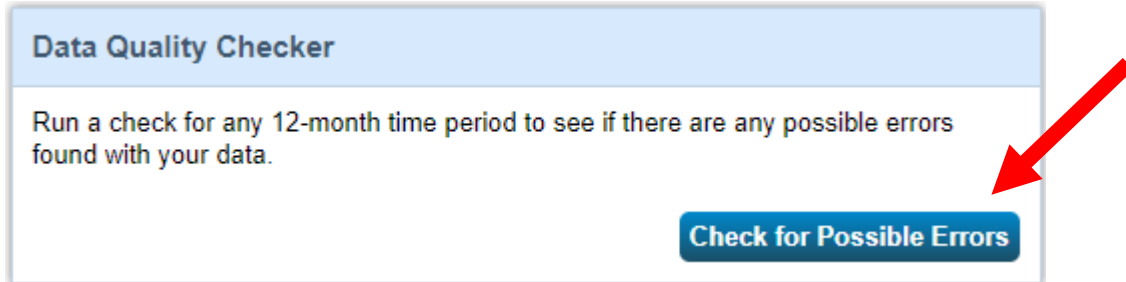 Data Quality Checker
Run a check for any 12-month time period to see if there are any possible errors
found with your data.
Check for Possible Errors